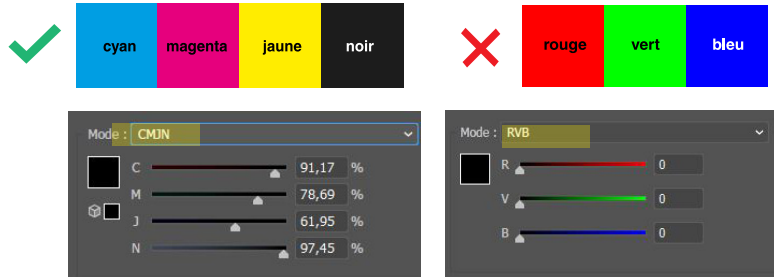 cyan magenta jaune noir
rouge vert bleu
Mode : CMJN
C 91,17 %
M 78,69 %
J 61,95 %
N 97,45 %
Mode : RVB
R 0
V 0
B 0